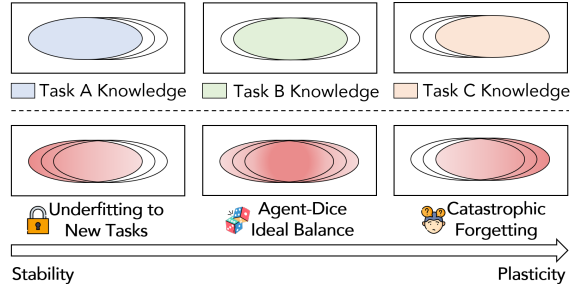 Task A Knowledge
Task B Knowledge
Task C Knowledge
Underfitting to
New Tasks
Agent-Dice
Ideal Balance
Catastrophic
Forgetting
Stability
Plasticity